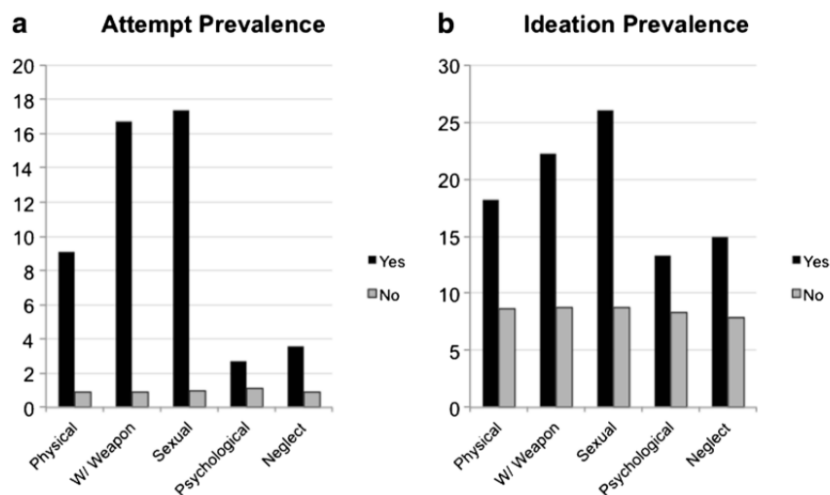 a Attempt Prevalence
20
18
16
14
12
10
8
6
4
2
0
Physical
W/ Weapon
Sexual
Psychological
Neglect
Yes
No
b Ideation Prevalence
30
25
20
15
10
5
0
Physical
W/ Weapon
Sexual
Psychological
Neglect
Yes
No